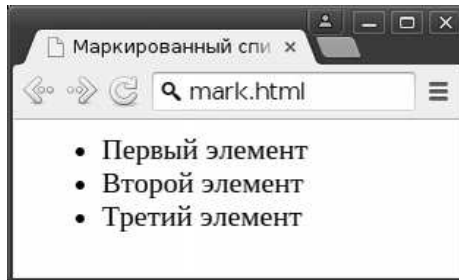 Маркированный спи
mark.html
Первый элемент
Второй элемент
Третий элемент